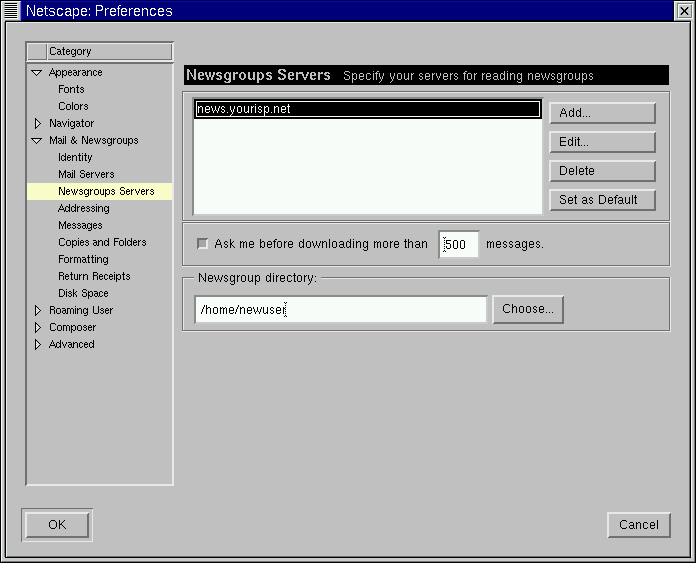 Netscape: Preferences
Category
Appearance
Fonts
Colors
Navigator
Mail & Newsgroups
Identity
Mail Servers
Newsgroups Servers
Addressing
Messages
Copies and Folders
Formatting
Return Receipts
Disk Space
Roaming User
Composer
Advanced
Newsgroups Servers Specify your servers for reading newsgroups
news.yourisp.net
Add...
Edit...
Delete
Set as Default
Ask me before downloading more than 500 messages.
Newsgroup directory:
/home/newuser
Choose...
OK
Cancel